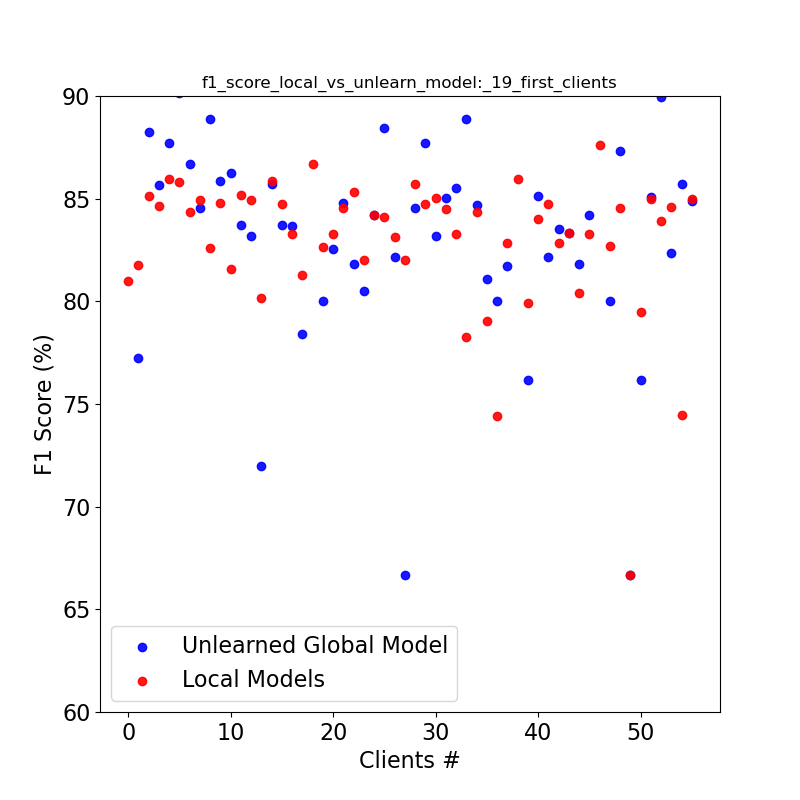 f1_score_local_vs_unlearn_model:_19_first_clients
90
85
80
75
70
65
60
F1 Score (%)
Unlearned Global Model
Local Models
0 10 20 30 40 50
Clients #